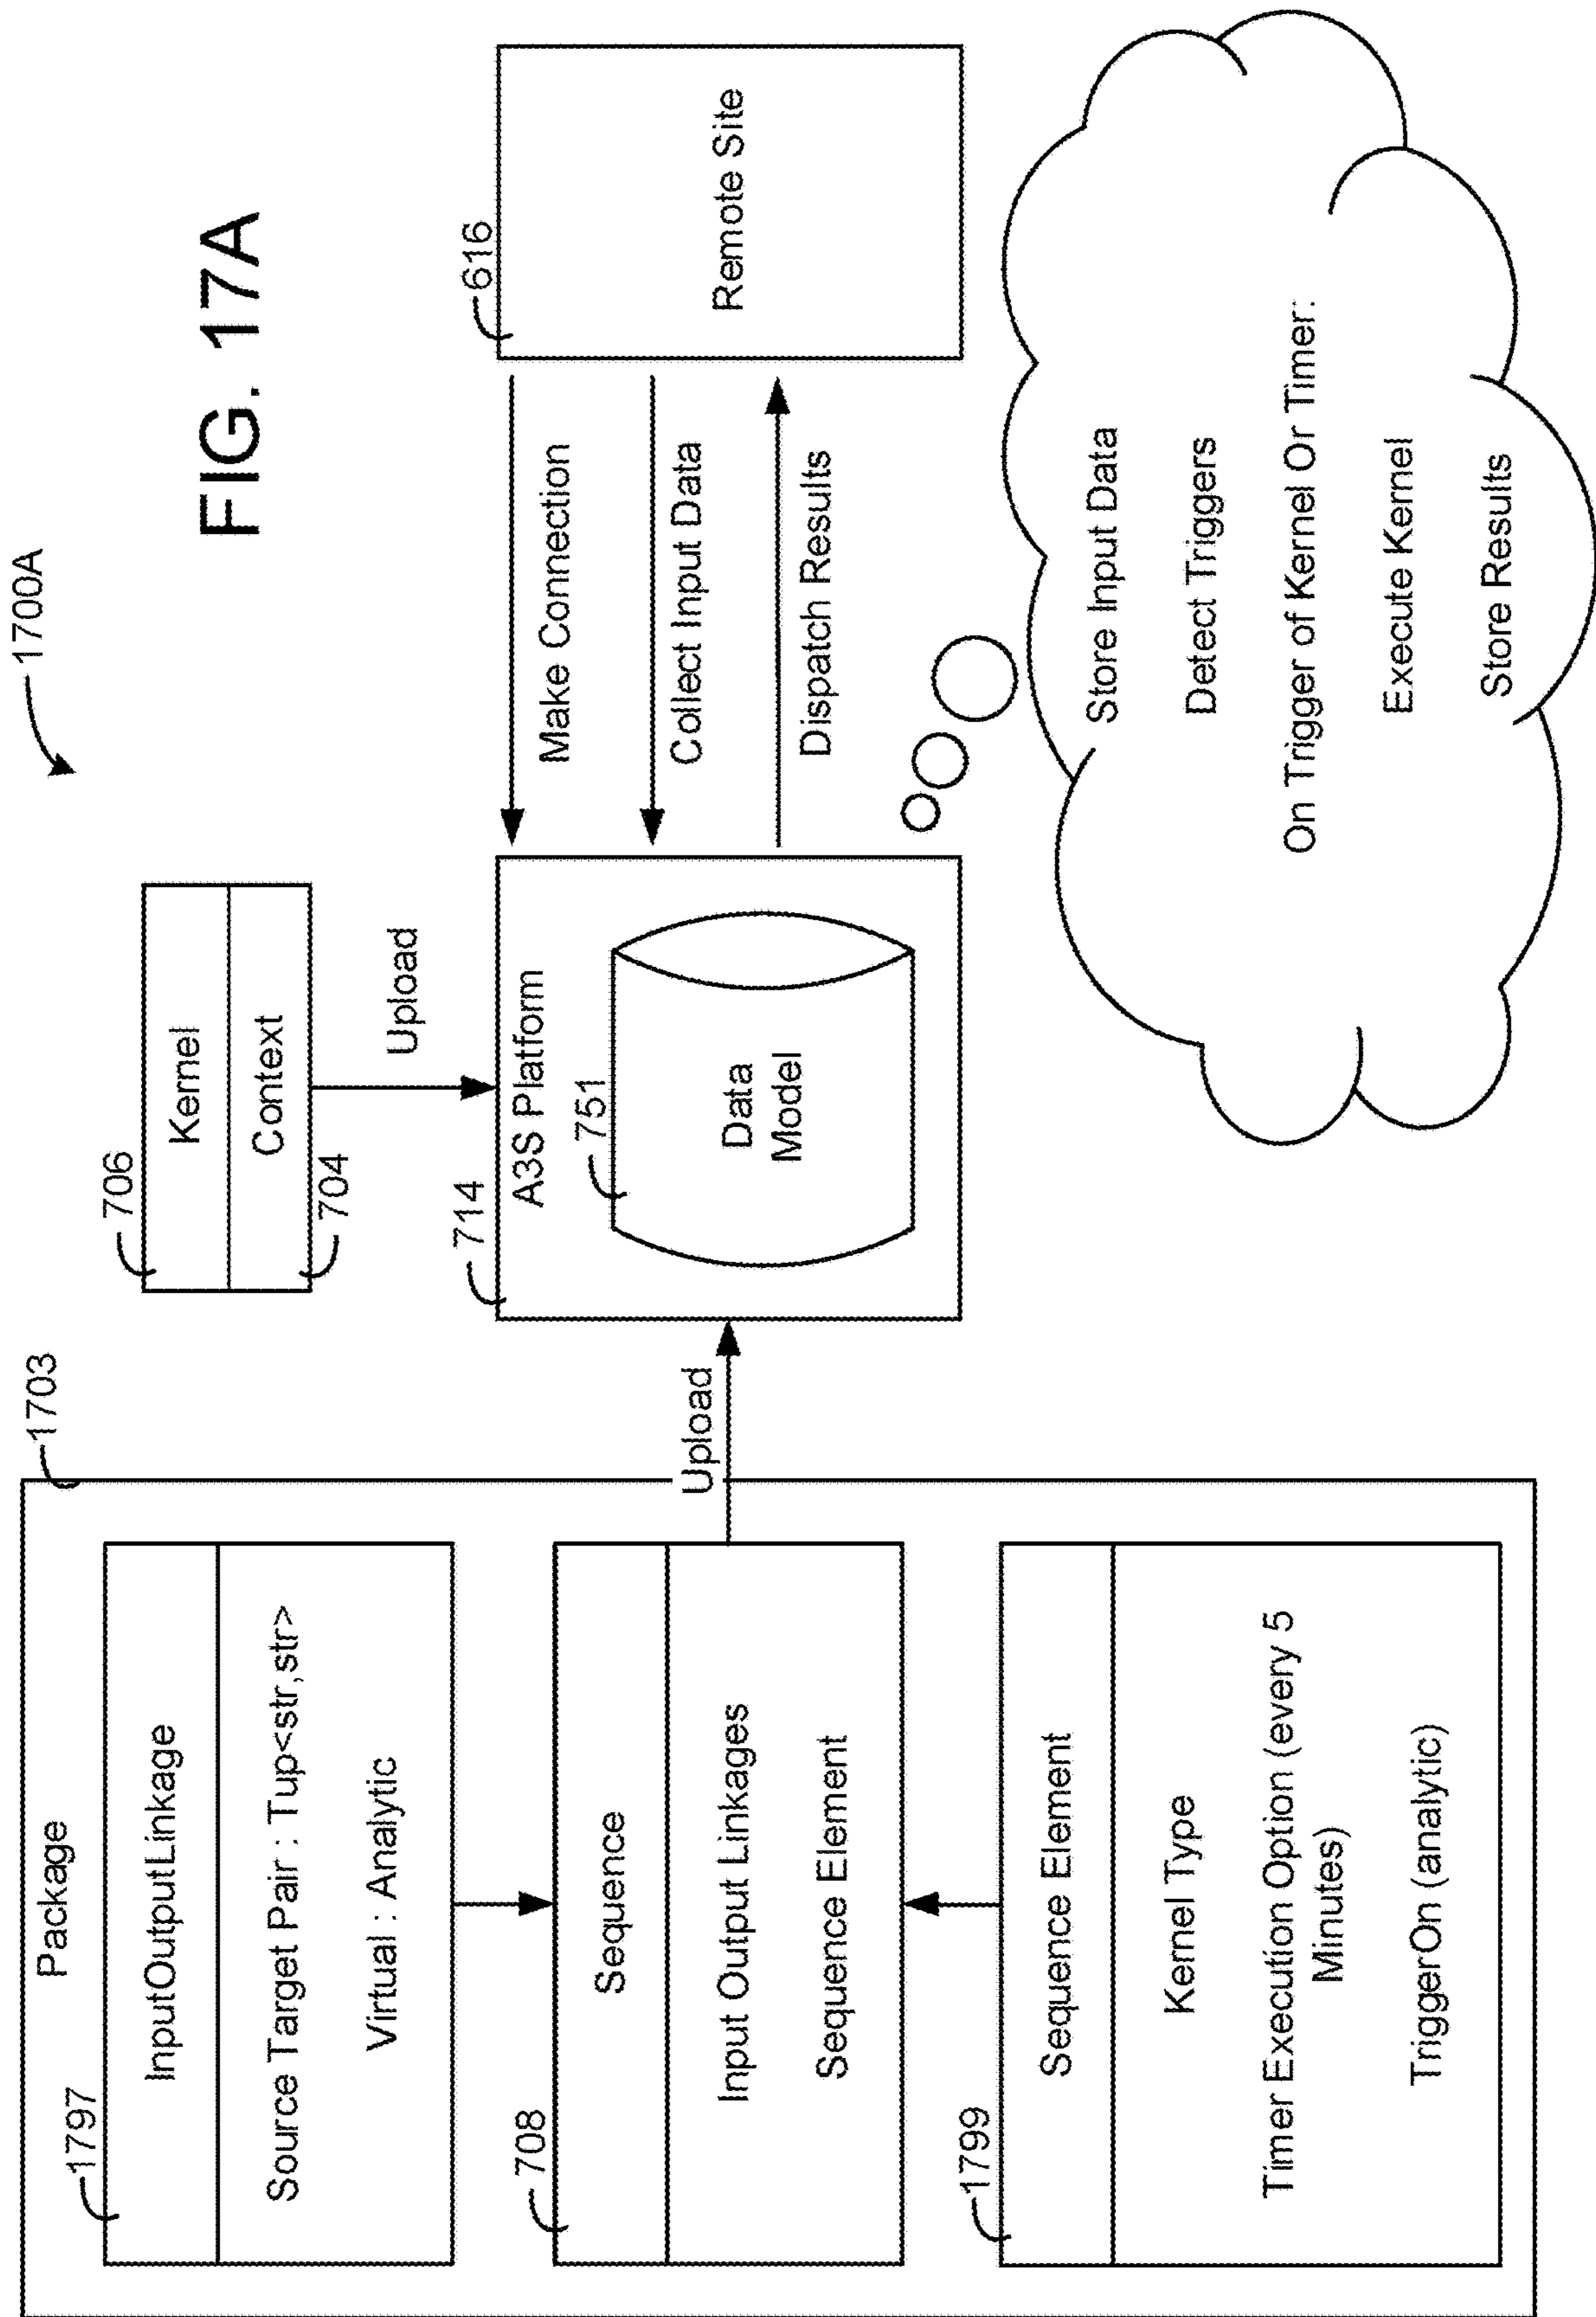 1700A
FIG. 17A
Package
1703
1797
InputOutputLinkage
Source Target Pair : Tup<str,str>
Virtual : Analytic
708
Sequence
Input Output Linkages
Sequence Element
1799
Sequence Element
Kernel Type
Timer Execution Option (every 5
Minutes)
TriggerOn (analytic)
Upload
706
Kernel
Context
704
Upload
714
A3S Platform
751
Data
Model
Make Connection
Collect Input Data
Dispatch Results
616
Remote Site
Store Input Data
Detect Triggers
On Trigger of Kernel Or Timer:
Execute Kernel
Store Results